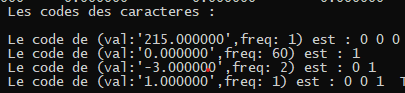 Les codes des caracteres :
Le code de (val:'215.000000',freq: 1) est : 0 0 0
Le code de (val:'0.000000',freq: 60) est : 1
Le code de (val:'-3.000000',freq: 2) est : 0 1
Le code de (val:'1.000000',freq: 1) est : 0 0 1 T